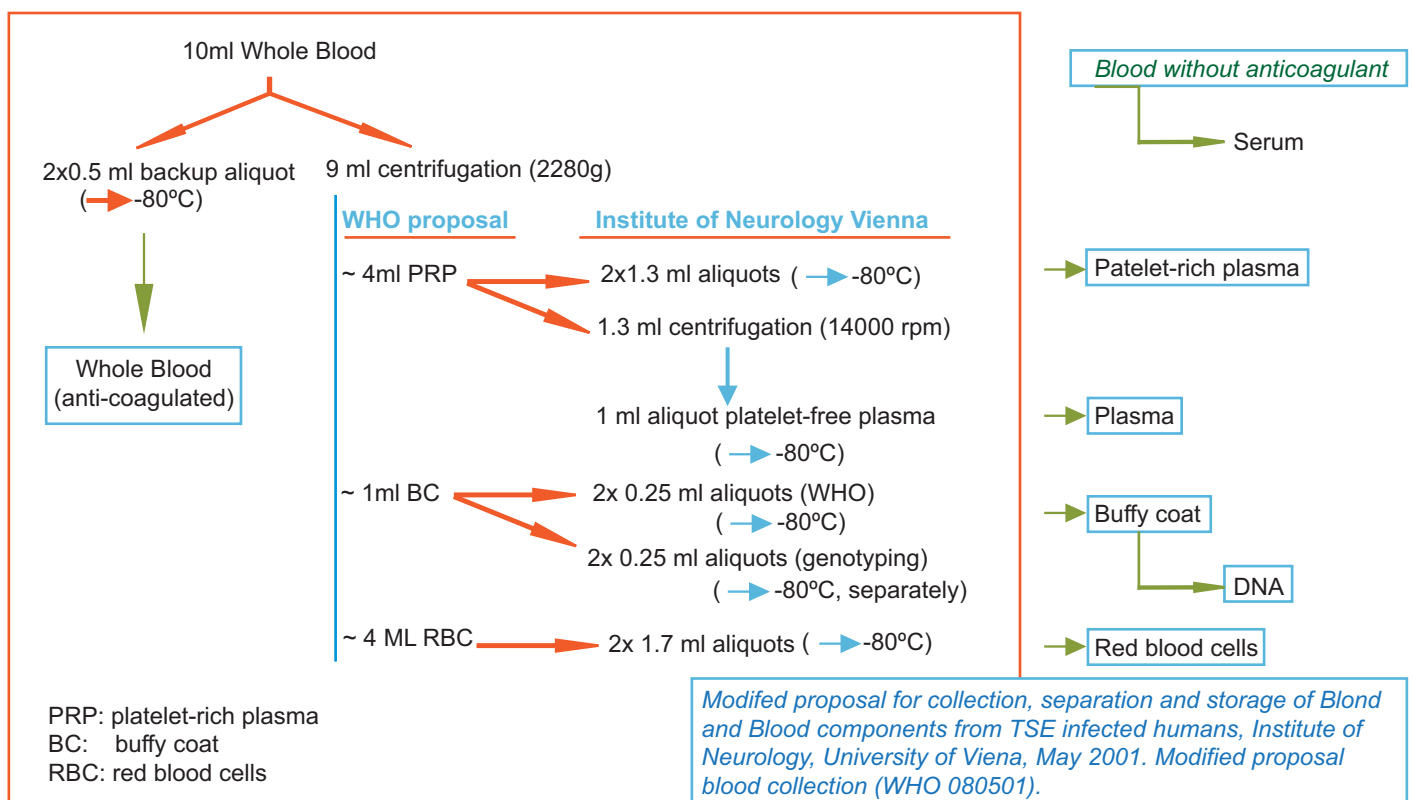 10ml Whole Blood
Blood without anticoagulant
Serum
2x0.5 ml backup aliquot
( -80ºC)
9 ml centrifugation (2280g)
WHO proposal
Institute of Neurology Vienna
~ 4ml PRP
2x1.3 ml aliquots ( -80ºC)
Patelet-rich plasma
1.3 ml centrifugation (14000 rpm)
Whole Blood
(anti-coagulated)
1 ml aliquot platelet-free plasma
( -80ºC)
Plasma
~ 1ml BC
2x 0.25 ml aliquots (WHO)
( -80ºC)
Buffy coat
2x 0.25 ml aliquots (genotyping)
( -80ºC, separately)
DNA
~ 4 ML RBC
2x 1.7 ml aliquots ( -80ºC)
Red blood cells
PRP: platelet-rich plasma
BC: buffy coat
RBC: red blood cells
Modifed proposal for collection, separation and storage of Blond
and Blood components from TSE infected humans, Institute of
Neurology, University of Viena, May 2001. Modified proposal
blood collection (WHO 080501).